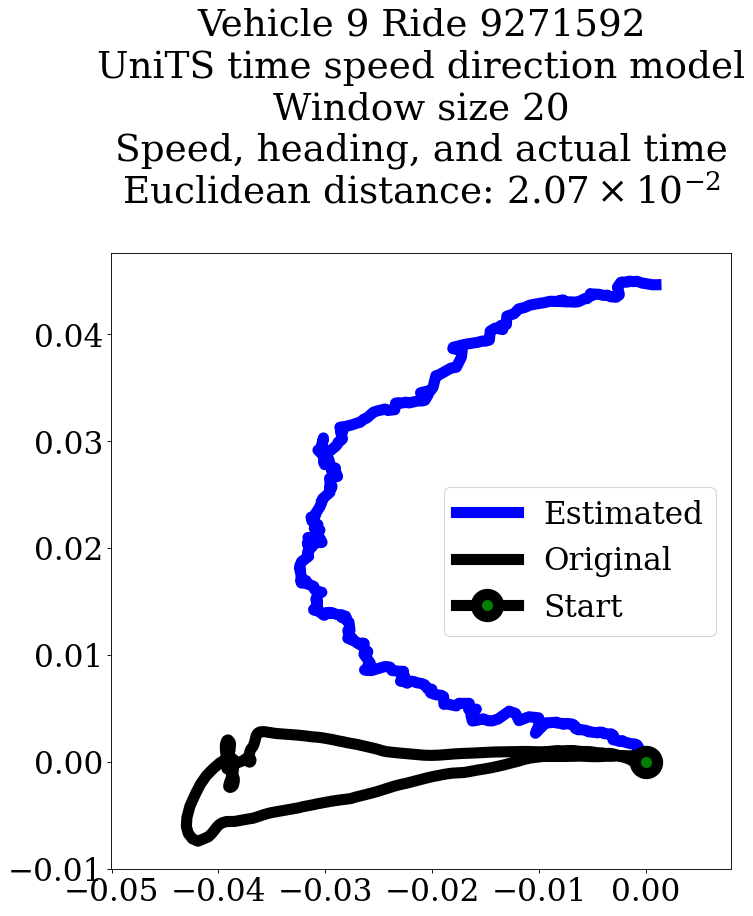 Vehicle 9 Ride 9271592
UniTS time speed direction model
Window size 20
Speed, heading, and actual time
Euclidean distance: 2.07 × 10⁻²
0.04
0.03
Estimated
0.02
Original
Start
0.01
0.00
−0.01
−0.05 −0.04 −0.03 −0.02 −0.01 0.00